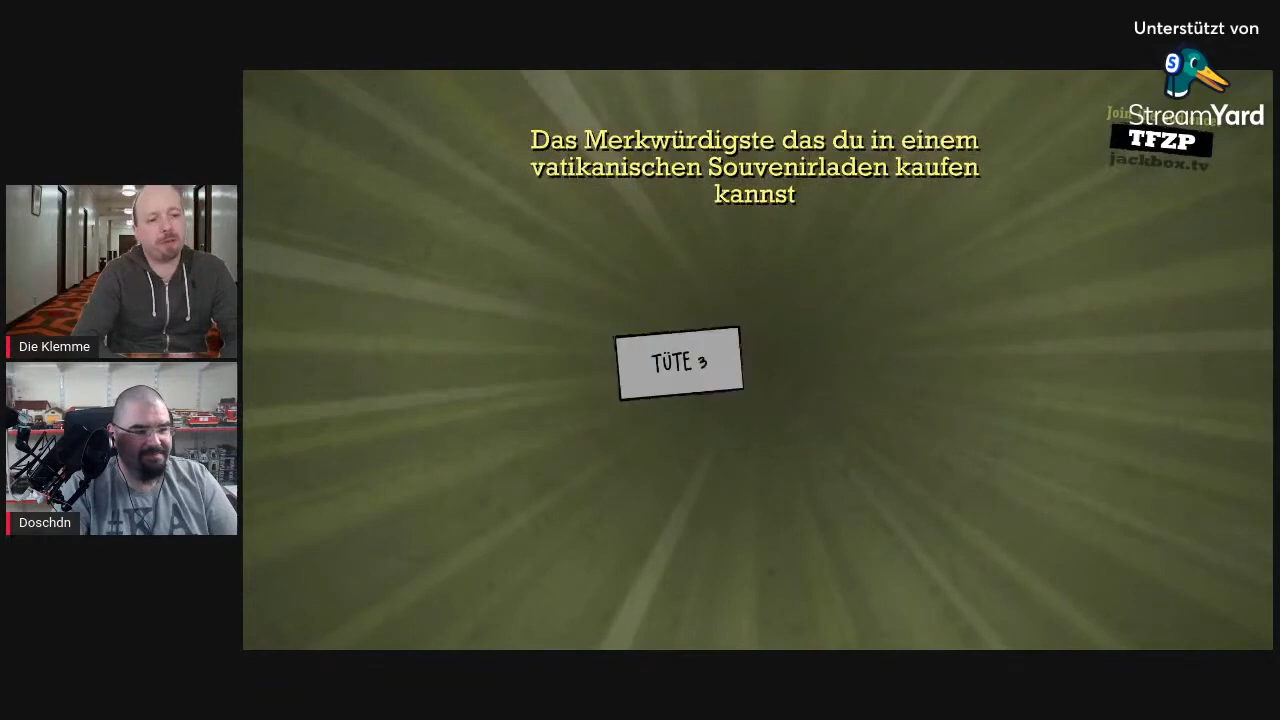 Unterstützt von
StreamYard
TFZP
jackbox.tv
Das Merkwürdigste das du in einem
vatikanischen Souvenirladen kaufen
kannst
TÜTE 3
Die Klemme
Doschdn
#KA